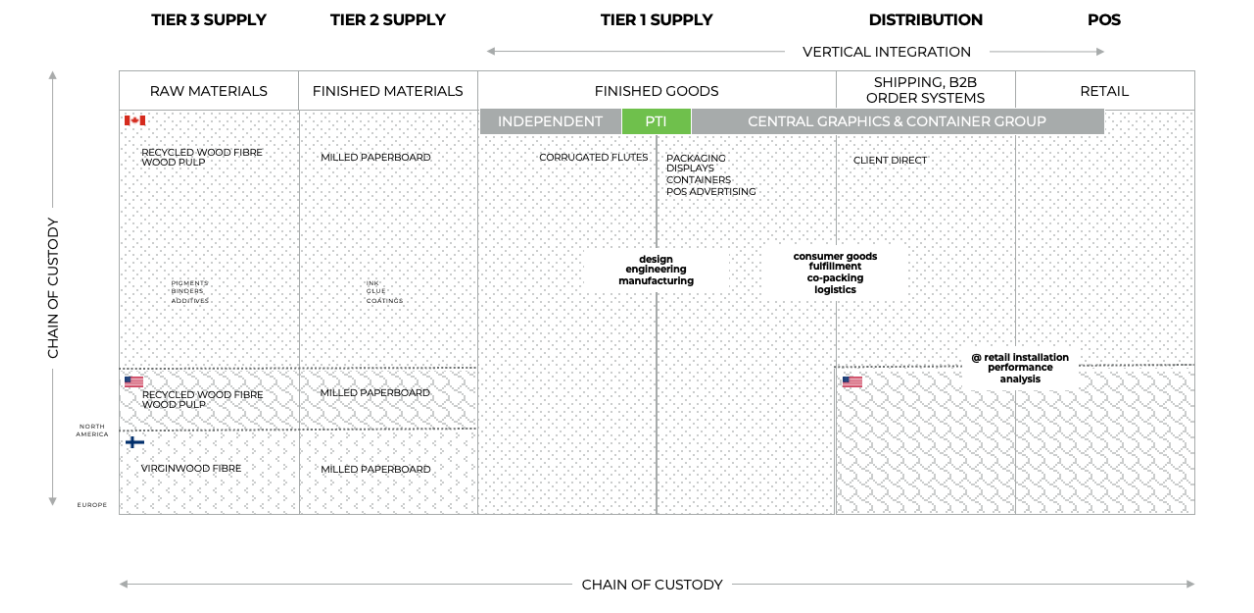 TIER 3 SUPPLY
TIER 2 SUPPLY
TIER 1 SUPPLY
DISTRIBUTION
POS
VERTICAL INTEGRATION
RAW MATERIALS
FINISHED MATERIALS
FINISHED GOODS
SHIPPING, B2B
ORDER SYSTEMS
RETAIL
INDEPENDENT
PTI
CENTRAL GRAPHICS & CONTAINER GROUP
RECYCLED WOOD FIBRE
WOOD PULP
MILLED PAPERBOARD
CORRUGATED FLUTES
PACKAGING
DISPLAYS
CONTAINERS
POS ADVERTISING
CLIENT DIRECT
design
engineering
manufacturing
consumer goods
fulfillment
co-packing
logistics
PIGMENTS
BINDERS
ADDITIVES
INK
GLUE
COATINGS
CHAIN OF CUSTODY
@ retail installation
performance
analysis
RECYCLED WOOD FIBRE
WOOD PULP
MILLED PAPERBOARD
NORTH
AMERICA
VIRGINWOOD FIBRE
MILLED PAPERBOARD
EUROPE
CHAIN OF CUSTODY